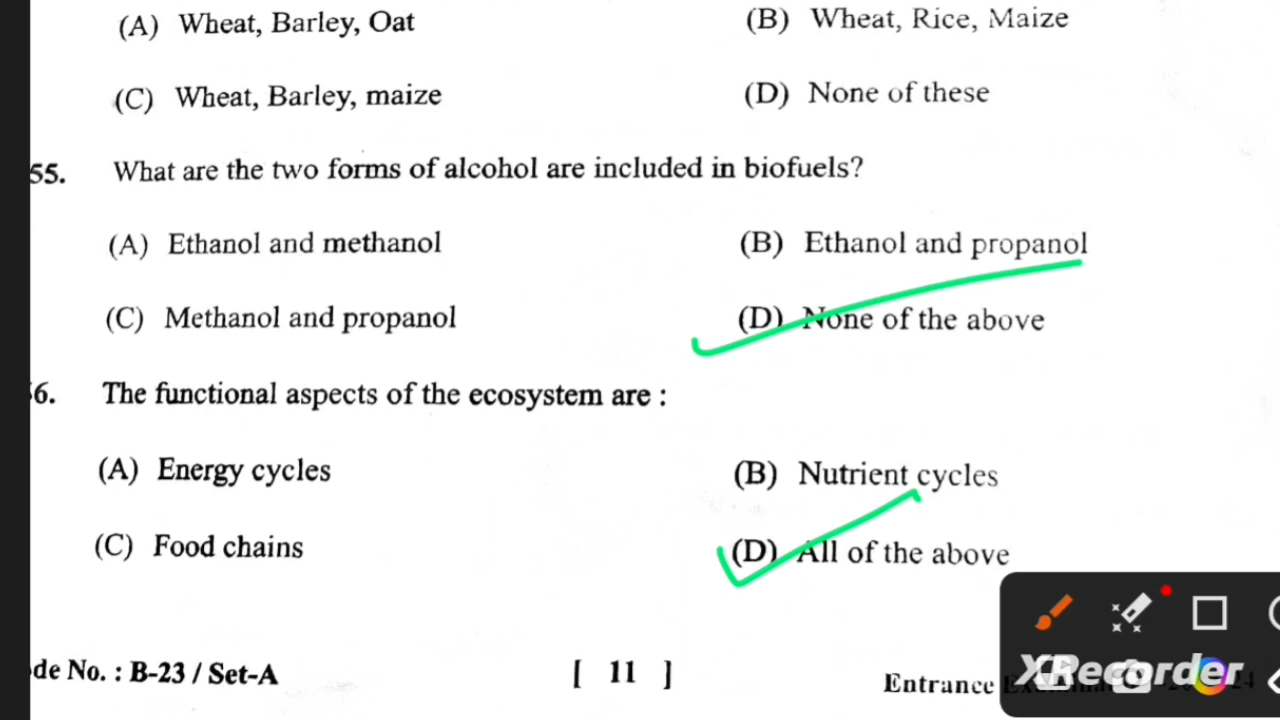 (A) Wheat, Barley, Oat (B) Wheat, Rice, Maize
(C) Wheat, Barley, maize (D) None of these
55. What are the two forms of alcohol are included in biofuels?
(A) Ethanol and methanol (B) Ethanol and propanol
(C) Methanol and propanol (D) None of the above
6. The functional aspects of the ecosystem are :
(A) Energy cycles (B) Nutrient cycles
(C) Food chains (D) All of the above
de No. : B-23 / Set-A [ 11 ] Entrance
XRecorder